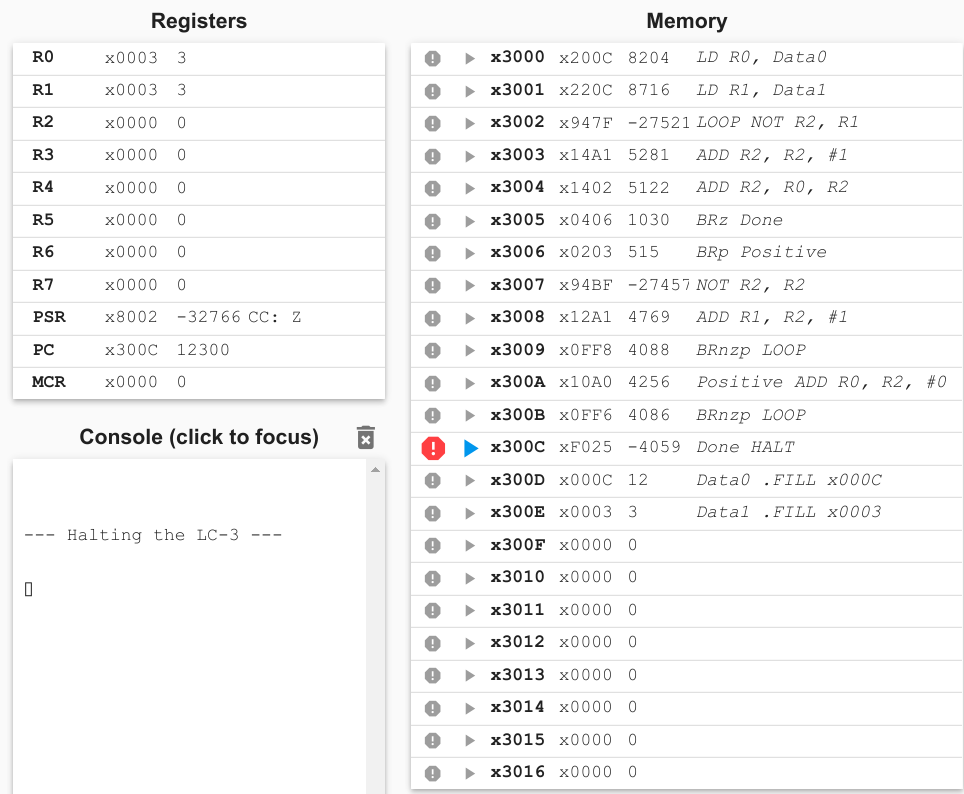 Registers
R0 x0003 3
R1 x0003 3
R2 x0000 0
R3 x0000 0
R4 x0000 0
R5 x0000 0
R6 x0000 0
R7 x0000 0
PSR x8002 -32766 CC: Z
PC x300C 12300
MCR x0000 0
Console (click to focus)
--- Halting the LC-3 ---
Memory
x3000 x200C 8204 LD R0, Data0
x3001 x220C 8716 LD R1, Data1
x3002 x947F -27521 LOOP NOT R2, R1
x3003 x14A1 5281 ADD R2, R2, #1
x3004 x1402 5122 ADD R2, R0, R2
x3005 x0406 1030 BRz Done
x3006 x0203 515 BRp Positive
x3007 x94BF -27457 NOT R2, R2
x3008 x12A1 4769 ADD R1, R2, #1
x3009 x0FF8 4088 BRnzp LOOP
x300A x10A0 4256 Positive ADD R0, R2, #0
x300B x0FF6 4086 BRnzp LOOP
x300C xF025 -4059 Done HALT
x300D x000C 12 Data0 .FILL x000C
x300E x0003 3 Data1 .FILL x0003
x300F x0000 0
x3010 x0000 0
x3011 x0000 0
x3012 x0000 0
x3013 x0000 0
x3014 x0000 0
x3015 x0000 0
x3016 x0000 0